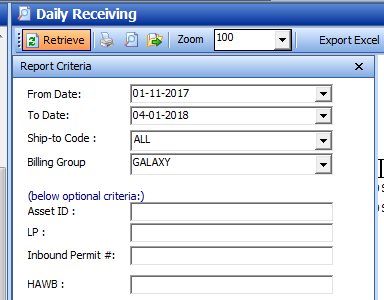 Daily Receiving
Retrieve Zoom 100 Export Excel
Report Criteria
From Date: 01-11-2017
To Date: 04-01-2018
Ship-to Code : ALL
Billing Group GALAXY
(below optional criteria:)
Asset ID :
LP :
Inbound Permit #:
HAWB :